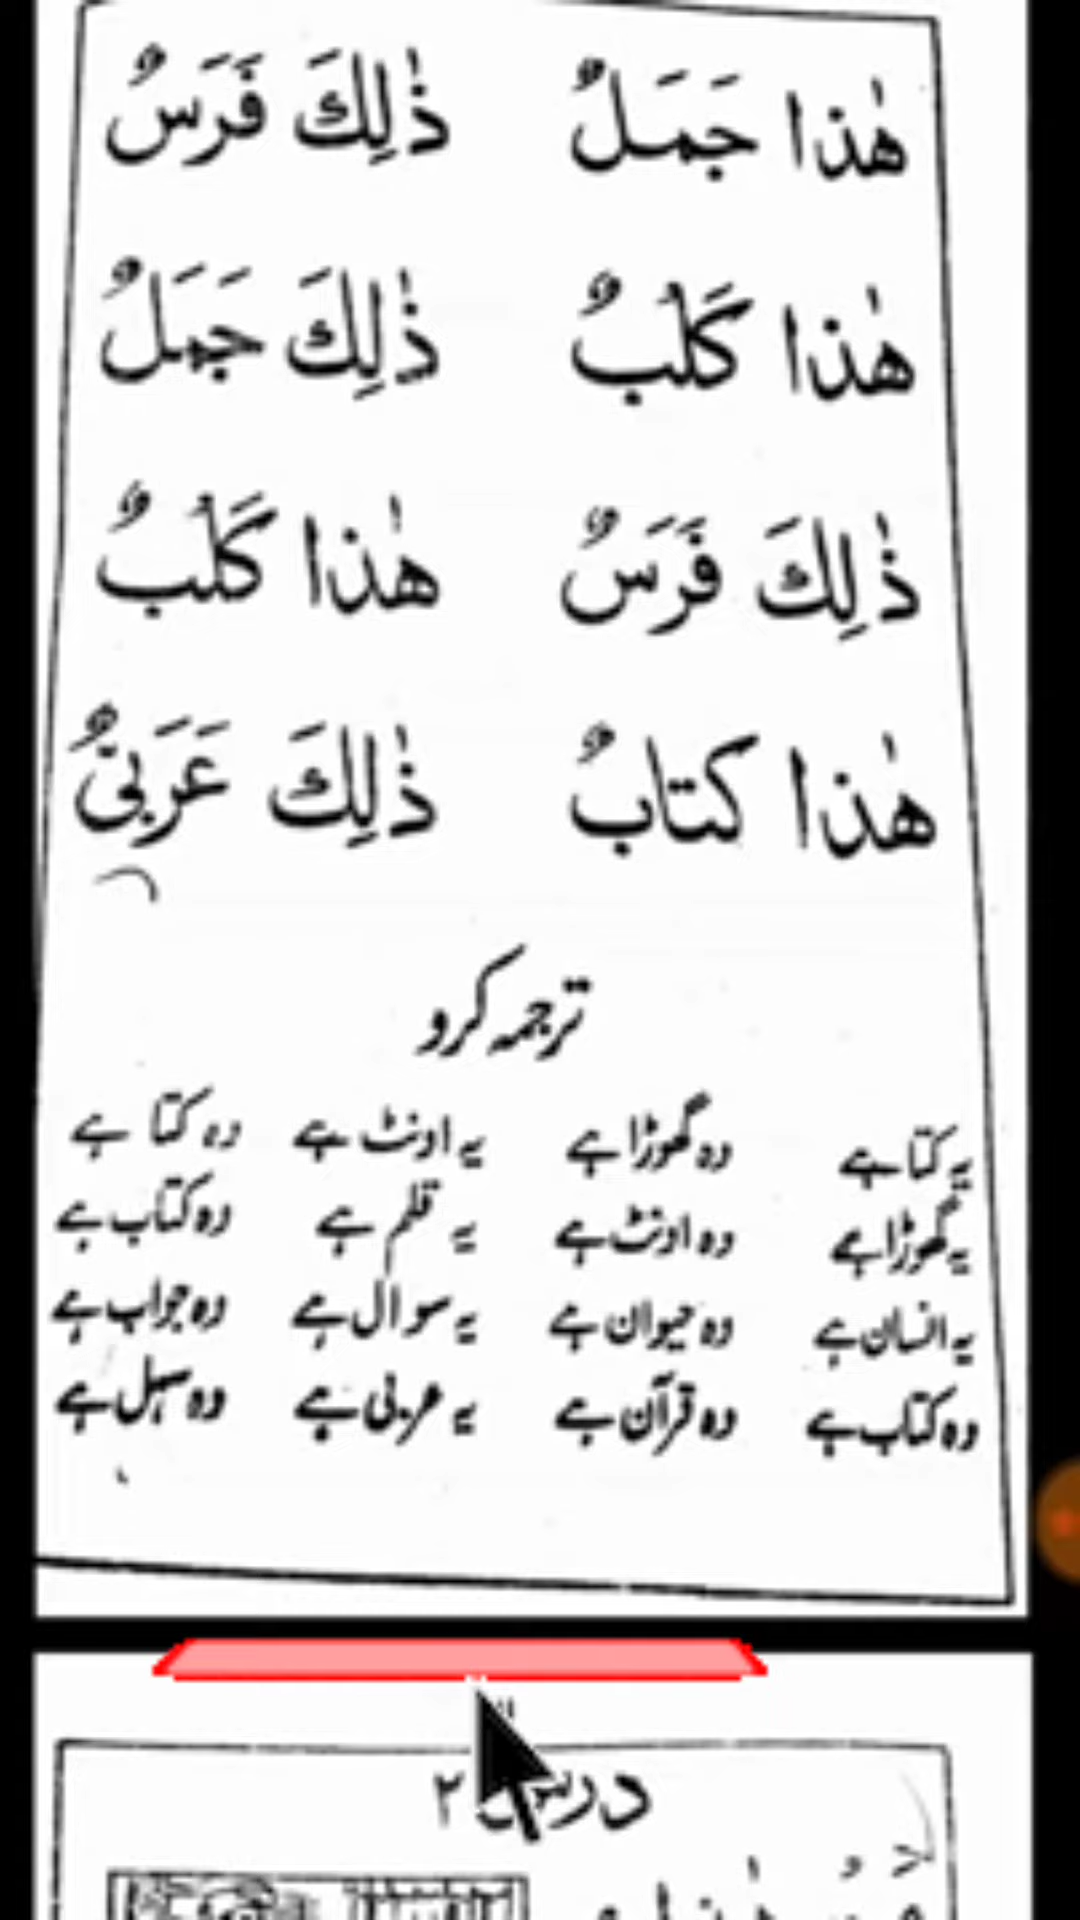 هٰذا جَمَلٌ ذٰلِكَ فَرَسٌ
هٰذا كَلْبٌ ذٰلِكَ جَمَلٌ
ذٰلِكَ فَرَسٌ هٰذا كَلْبٌ
هٰذا كتابٌ ذٰلِكَ عَرَبِیٌّ
ترجمہ کرو
یہ کتا ہے وہ گھوڑا ہے یہ اونٹ ہے وہ کتا ہے
یہ گھوڑا ہے وہ اونٹ ہے یہ قلم ہے وہ کتاب ہے
یہ انسان ہے وہ حیوان ہے یہ سوال ہے وہ جواب ہے
وہ کتاب ہے وہ قرآن ہے یہ عربی ہے وہ سہل ہے
درس ۲